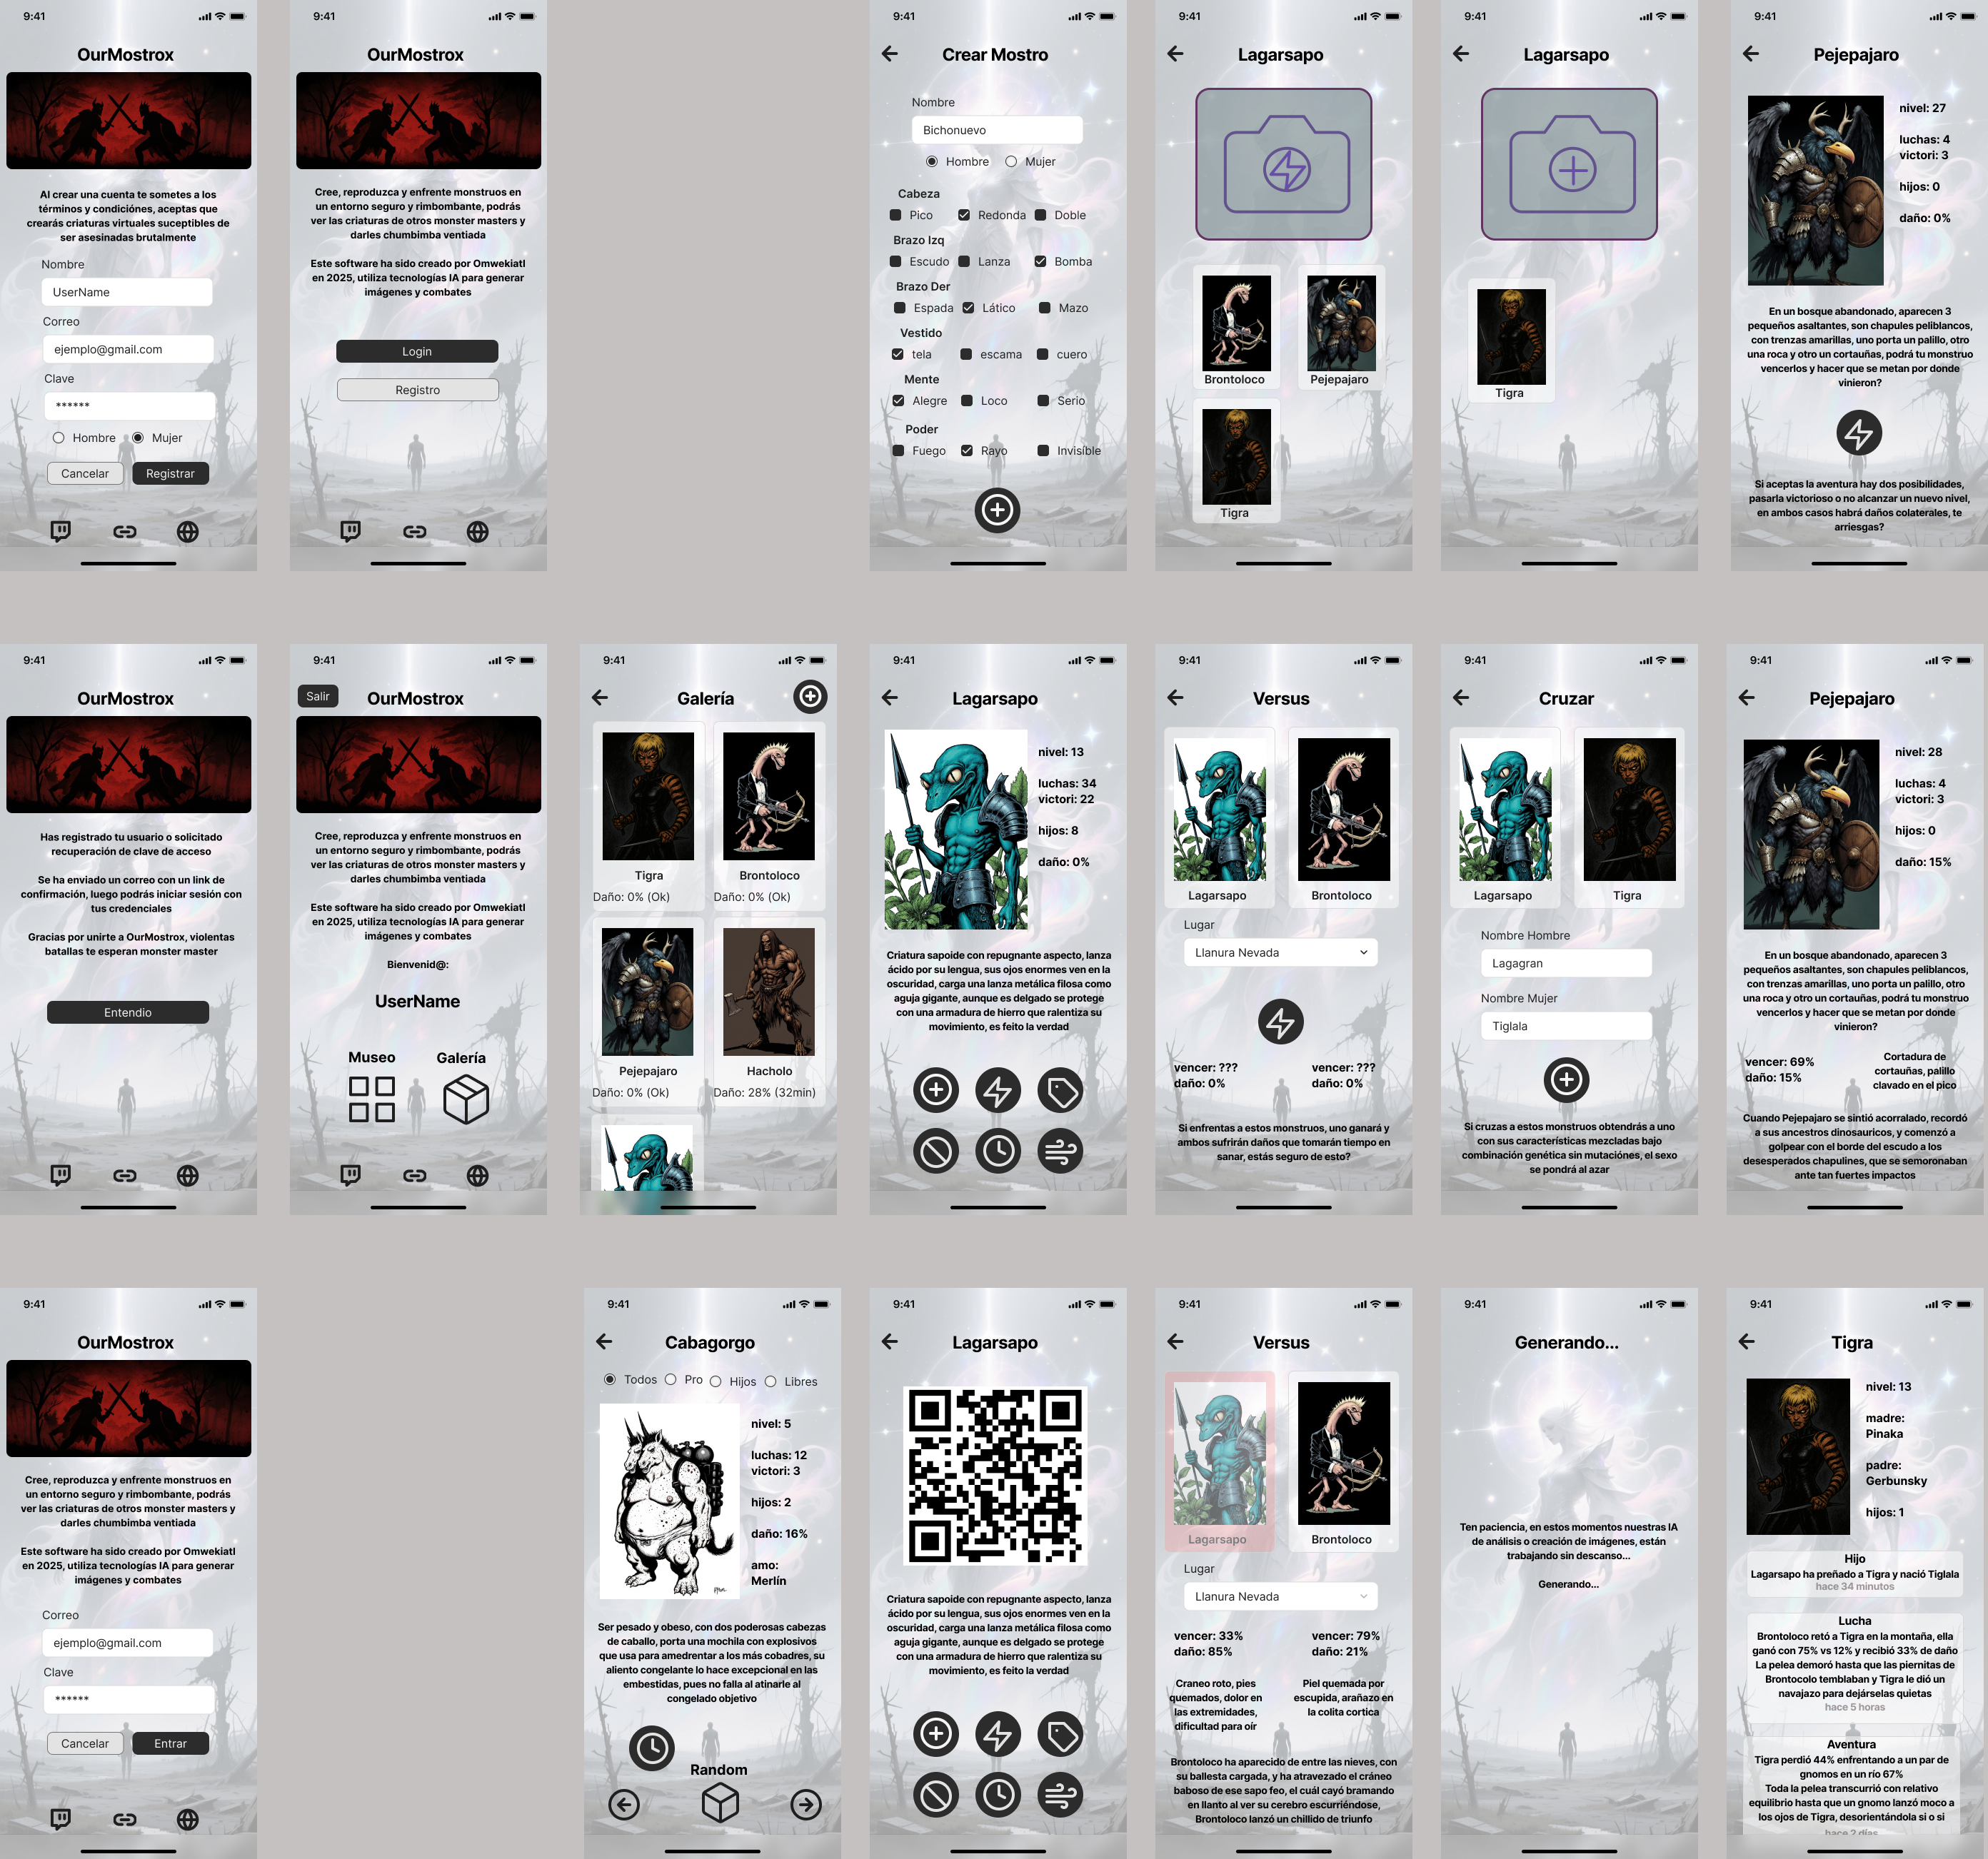 9:41
OurMostrox
Al crear una cuenta te sometes a los
términos y condiciónes, aceptas que
crearás criaturas virtuales suceptibles de
ser asesinadas brutalmente
Nombre
UserName
Correo
ejemplo@gmail.com
Clave
******
Hombre Mujer
Cancelar Registrar
9:41
OurMostrox
Cree, reproduzca y enfrente monstruos en
un entorno seguro y rimbombante, podrás
ver las criaturas de otros monster masters y
darles chumbimba ventiada
Este software ha sido creado por Omwekiatl
en 2025, utiliza tecnologías IA para generar
imágenes y combates
Login
Registro
9:41
Crear Mostro
Nombre
Bichonuevo
Hombre Mujer
Cabeza
Pico Redonda Doble
Brazo Izq
Escudo Lanza Bomba
Brazo Der
Espada Lático Mazo
Vestido
tela escama cuero
Mente
Alegre Loco Serio
Poder
Fuego Rayo Invisíble
9:41
Lagarsapo
Brontoloco Pejepajaro
Tigra
9:41
Lagarsapo
Tigra
9:41
Pejepajaro
nivel: 27
luchas: 4
victori: 3
hijos: 0
daño: 0%
En un bosque abandonado, aparecen 3
pequeños asaltantes, son chapules peliblancos,
con trenzas amarillas, uno porta un palillo, otro
una roca y otro un cortauñas, podrá tu monstruo
vencerlos y hacer que se metan por donde
vinieron?
Si aceptas la aventura hay dos posibilidades,
pasarla victorioso o no alcanzar un nuevo nivel,
en ambos casos habrá daños colaterales, te
arriesgas?
9:41
OurMostrox
Has registrado tu usuario o solicitado
recuperación de clave de acceso
Se ha enviado un correo con un link de
confirmación, luego podrás iniciar sesión con
tus credenciales
Gracias por unirte a OurMostrox, violentas
batallas te esperan monster master
Entendio
9:41
Salir
OurMostrox
Cree, reproduzca y enfrente monstruos en
un entorno seguro y rimbombante, podrás
ver las criaturas de otros monster masters y
darles chumbimba ventiada
Este software ha sido creado por Omwekiatl
en 2025, utiliza tecnologías IA para generar
imágenes y combates
Bienvenid@:
UserName
Museo Galería
9:41
Galería
Tigra Brontoloco
Daño: 0% (Ok) Daño: 0% (Ok)
Pejepajaro Hacholo
Daño: 0% (Ok) Daño: 28% (32min)
9:41
Lagarsapo
nivel: 13
luchas: 34
victori: 22
hijos: 8
daño: 0%
Criatura sapoide con repugnante aspecto, lanza
ácido por su lengua, sus ojos enormes ven en la
oscuridad, carga una lanza metálica filosa como
aguja gigante, aunque es delgado se protege
con una armadura de hierro que ralentiza su
movimiento, es feito la verdad
9:41
Versus
Lagarsapo Brontoloco
Lugar
Llanura Nevada
vencer: ??? vencer: ???
daño: 0% daño: 0%
Si enfrentas a estos monstruos, uno ganará y
ambos sufrirán daños que tomarán tiempo en
sanar, estás seguro de esto?
9:41
Cruzar
Lagarsapo Tigra
Nombre Hombre
Lagagran
Nombre Mujer
Tiglala
Si cruzas a estos monstruos obtendrás a uno
con sus características mezcladas bajo
combinación genética sin mutaciónes, el sexo
se pondrá al azar
9:41
Pejepajaro
nivel: 28
luchas: 4
victori: 3
hijos: 0
daño: 15%
En un bosque abandonado, aparecen 3
pequeños asaltantes, son chapules peliblancos,
con trenzas amarillas, uno porta un palillo, otro
una roca y otro un cortauñas, podrá tu monstruo
vencerlos y hacer que se metan por donde
vinieron?
vencer: 69%
daño: 15%
Cortadura de
cortauñas, palillo
clavado en el pico
Cuando Pejepajaro se sintió acorralado, recordó
a sus ancestros dinosauricos, y comenzó a
golpear con el borde del escudo a los
desesperados chapulines, que se semoronaban
ante tan fuertes impactos
9:41
OurMostrox
Cree, reproduzca y enfrente monstruos en
un entorno seguro y rimbombante, podrás
ver las criaturas de otros monster masters y
darles chumbimba ventiada
Este software ha sido creado por Omwekiatl
en 2025, utiliza tecnologías IA para generar
imágenes y combates
Correo
ejemplo@gmail.com
Clave
******
Cancelar Entrar
9:41
Cabagorgo
Todos Pro Hijos Libres
nivel: 5
luchas: 12
victori: 3
hijos: 2
daño: 16%
amo:
Merlín
Ser pesado y obeso, con dos poderosas cabezas
de caballo, porta una mochila con explosivos
que usa para amedrentar a los más cobadres, su
aliento congelante lo hace excepcional en las
embestidas, pues no falla al atinarle al
congelado objetivo
Random
9:41
Lagarsapo
Criatura sapoide con repugnante aspecto, lanza
ácido por su lengua, sus ojos enormes ven en la
oscuridad, carga una lanza metálica filosa como
aguja gigante, aunque es delgado se protege
con una armadura de hierro que ralentiza su
movimiento, es feito la verdad
9:41
Versus
Lagarsapo Brontoloco
Lugar
Llanura Nevada
vencer: 33% vencer: 79%
daño: 85% daño: 21%
Craneo roto, pies
quemados, dolor en
las extremidades,
dificultad para oír
Piel quemada por
escupida, arañazo en
la colita cortica
Brontoloco ha aparecido de entre las nieves, con
su ballesta cargada, y ha atravezado el cráneo
baboso de ese sapo feo, el cuál cayó bramando
en llanto al ver su cerebro escurriéndose,
Brontoloco lanzó un chillido de triunfo
9:41
Generando...
Ten paciencia, en estos momentos nuestras IA
de análisis o creación de imágenes, están
trabajando sin descanso...
Generando...
9:41
Tigra
nivel: 13
madre:
Pinaka
padre:
Gerbunsky
hijos: 1
Hijo
Lagarsapo ha preñado a Tigra y nació Tiglala
hace 34 minutos
Lucha
Brontoloco retó a Tigra en la montaña, ella
ganó con 75% vs 12% y recibió 33% de daño
La pelea demoró hasta que las piernitas de
Brontocolo temblaban y Tigra le dió un
navajazo para dejárselas quietas
hace 5 horas
Aventura
Tigra perdió 44% enfrentando a un par de
gnomos en un río 67%
Toda la pelea transcurrió con relativo
equilibrio hasta que un gnomo lanzó moco a
los ojos de Tigra, desorientándola si o si
hace 2 días